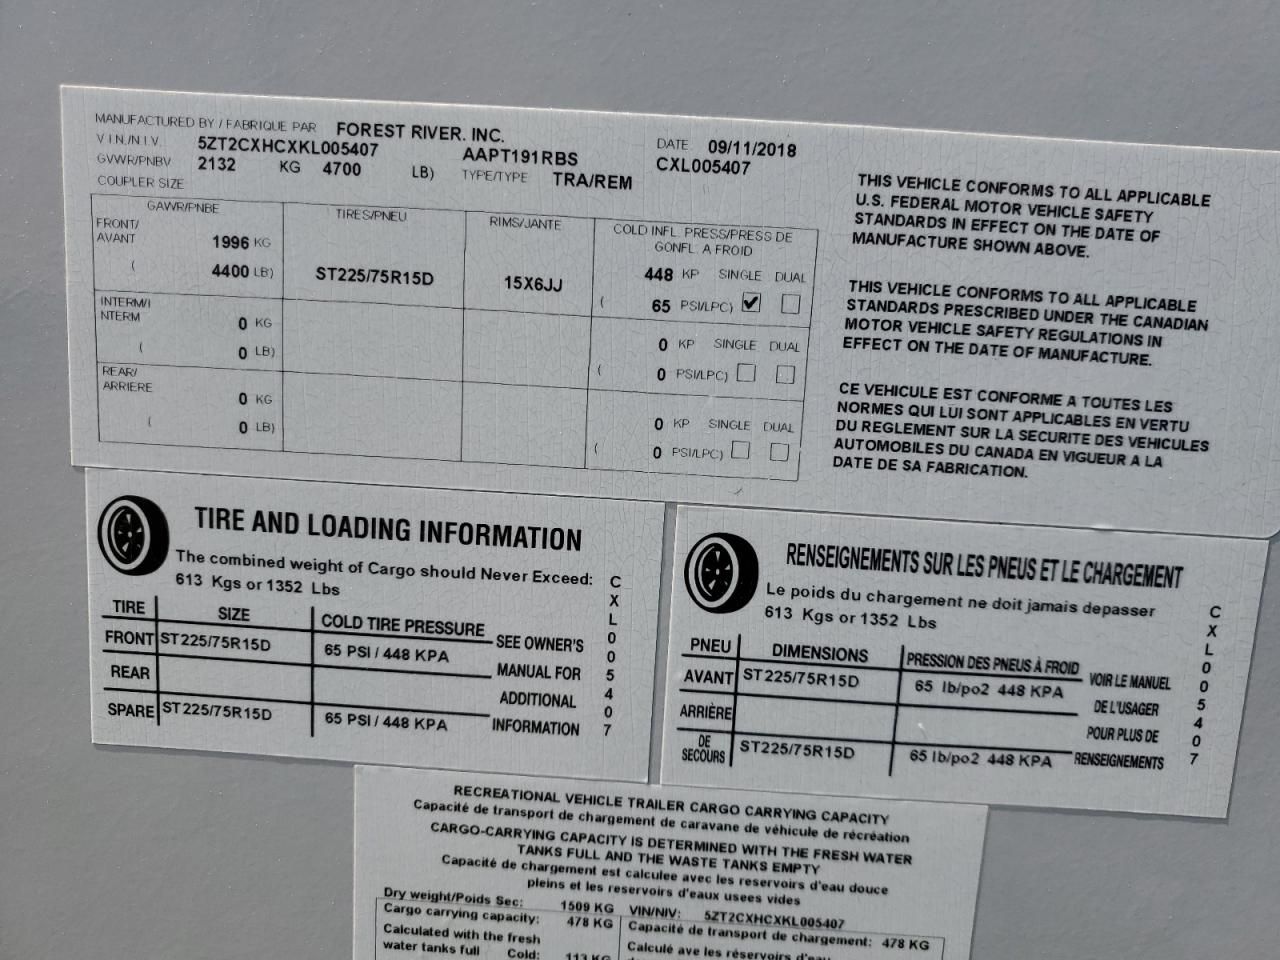 MANUFACTURED BY / FABRIQUE PAR FOREST RIVER. INC. DATE 09/11/2018
V.I.N./N.I.V. 5ZT2CXHCXKL005407 AAPT191RBS CXL005407
GVWR/PNBV 2132 KG 4700 LB) TYPE/TYPE TRA/REM
COUPLER SIZE
GAWR/PNBE TIRES/PNEU RIMS/JANTE COLD INFL. PRESS/PRESS DE
GONFL. A FROID
FRONT/
AVANT 1996 KG 448 KP SINGLE DUAL
( 4400 LB) ST225/75R15D 15X6JJ ( 65 PSI/LPC) ✔
INTERM/I
NTERM 0 KG 0 KP SINGLE DUAL
( 0 LB) ( 0 PSI/LPC)
REAR/
ARRIERE 0 KG 0 KP SINGLE DUAL
( 0 LB) ( 0 PSI/LPC)
THIS VEHICLE CONFORMS TO ALL APPLICABLE
U.S. FEDERAL MOTOR VEHICLE SAFETY
STANDARDS IN EFFECT ON THE DATE OF
MANUFACTURE SHOWN ABOVE.
THIS VEHICLE CONFORMS TO ALL APPLICABLE
STANDARDS PRESCRIBED UNDER THE CANADIAN
MOTOR VEHICLE SAFETY REGULATIONS IN
EFFECT ON THE DATE OF MANUFACTURE.
CE VEHICULE EST CONFORME A TOUTES LES
NORMES QUI LUI SONT APPLICABLES EN VERTU
DU REGLEMENT SUR LA SECURITE DES VEHICULES
AUTOMOBILES DU CANADA EN VIGUEUR A LA
DATE DE SA FABRICATION.
TIRE AND LOADING INFORMATION
The combined weight of Cargo should Never Exceed:
613 Kgs or 1352 Lbs
TIRE SIZE COLD TIRE PRESSURE SEE OWNER'S
FRONT ST225/75R15D 65 PSI / 448 KPA MANUAL FOR
REAR ADDITIONAL
SPARE ST225/75R15D 65 PSI / 448 KPA INFORMATION
CXL005407
RENSEIGNEMENTS SUR LES PNEUS ET LE CHARGEMENT
Le poids du chargement ne doit jamais depasser
613 Kgs or 1352 Lbs
PNEU DIMENSIONS PRESSION DES PNEUS À FROID VOIR LE MANUEL
AVANT ST225/75R15D 65 lb/po2 448 KPA DE L'USAGER
ARRIÈRE POUR PLUS DE
DE
SECOURS ST225/75R15D 65 lb/po2 448 KPA RENSEIGNEMENTS
CXL005407
RECREATIONAL VEHICLE TRAILER CARGO CARRYING CAPACITY
Capacité de transport de chargement de caravane de véhicule de récréation
CARGO-CARRYING CAPACITY IS DETERMINED WITH THE FRESH WATER
TANKS FULL AND THE WASTE TANKS EMPTY
Capacité de chargement est calculee avec les reservoirs d'eau douce
pleins et les reservoirs d'eaux usees vides
Dry weight/Poids Sec: 1509 KG VIN/NIV: 5ZT2CXHCXKL005407
Cargo carrying capacity: 478 KG Capacité de transport de chargement: 478 KG
Calculated with the fresh Calculé ave les réservoirs d'eau
water tanks full Cold: 113 KG